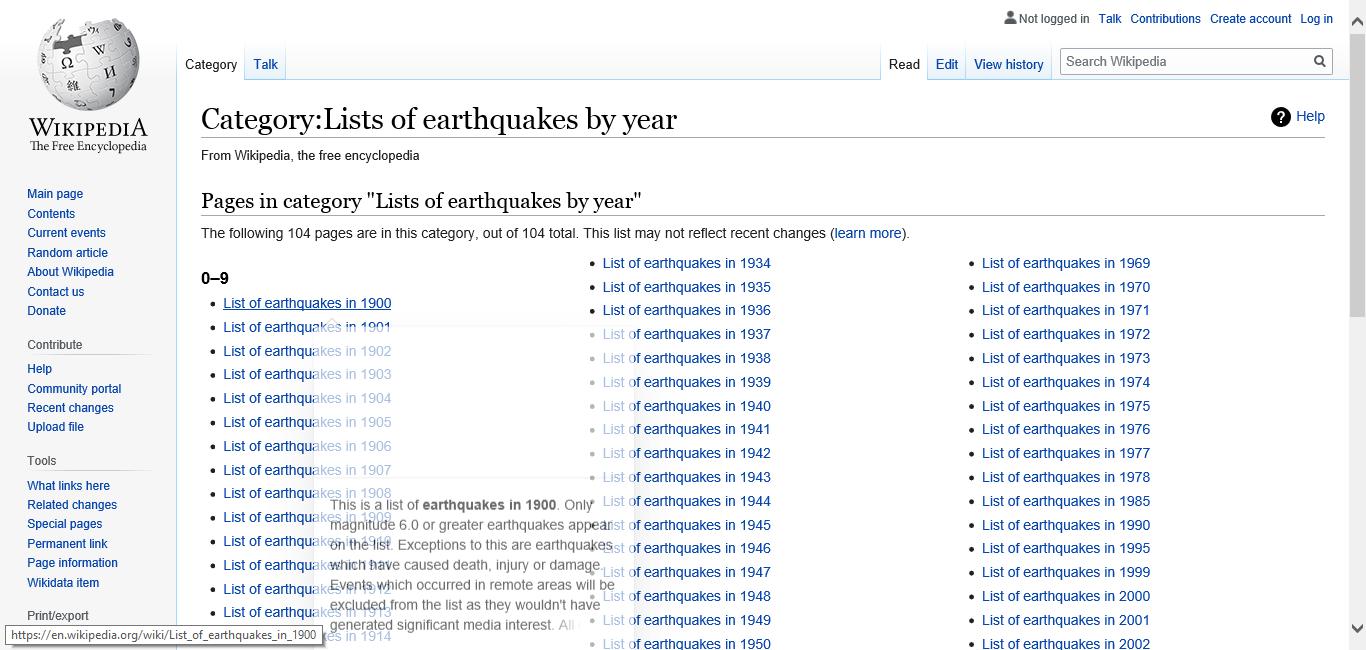 Not logged in Talk Contributions Create account Log in
Category Talk Read Edit View history Search Wikipedia
WIKIPEDIA
The Free Encyclopedia
Main page
Contents
Current events
Random article
About Wikipedia
Contact us
Donate
Contribute
Help
Community portal
Recent changes
Upload file
Tools
What links here
Related changes
Special pages
Permanent link
Page information
Wikidata item
Print/export
Category:Lists of earthquakes by year
Help
From Wikipedia, the free encyclopedia
Pages in category "Lists of earthquakes by year"
The following 104 pages are in this category, out of 104 total. This list may not reflect recent changes (learn more).
0–9
List of earthquakes in 1900
List of earthquakes in 1901
List of earthquakes in 1902
List of earthquakes in 1903
List of earthquakes in 1904
List of earthquakes in 1905
List of earthquakes in 1906
List of earthquakes in 1907
List of earthquakes in 1908
List of earthquakes in 1909
List of earthquakes in 1910
List of earthquakes in 1911
List of earthquakes in 1912
List of earthquakes in 1913
es in 1914
This is a list of earthquakes in 1900. Only
magnitude 6.0 or greater earthquakes appear
on the list. Exceptions to this are earthquakes
which have caused death, injury or damage.
Events which occurred in remote areas will be
excluded from the list as they wouldn't have
generated significant media interest. All
List of earthquakes in 1934
List of earthquakes in 1935
List of earthquakes in 1936
List of earthquakes in 1937
List of earthquakes in 1938
List of earthquakes in 1939
List of earthquakes in 1940
List of earthquakes in 1941
List of earthquakes in 1942
List of earthquakes in 1943
List of earthquakes in 1944
List of earthquakes in 1945
List of earthquakes in 1946
List of earthquakes in 1947
List of earthquakes in 1948
List of earthquakes in 1949
List of earthquakes in 1950
List of earthquakes in 1969
List of earthquakes in 1970
List of earthquakes in 1971
List of earthquakes in 1972
List of earthquakes in 1973
List of earthquakes in 1974
List of earthquakes in 1975
List of earthquakes in 1976
List of earthquakes in 1977
List of earthquakes in 1978
List of earthquakes in 1985
List of earthquakes in 1990
List of earthquakes in 1995
List of earthquakes in 1999
List of earthquakes in 2000
List of earthquakes in 2001
List of earthquakes in 2002
https://en.wikipedia.org/wiki/List_of_earthquakes_in_1900